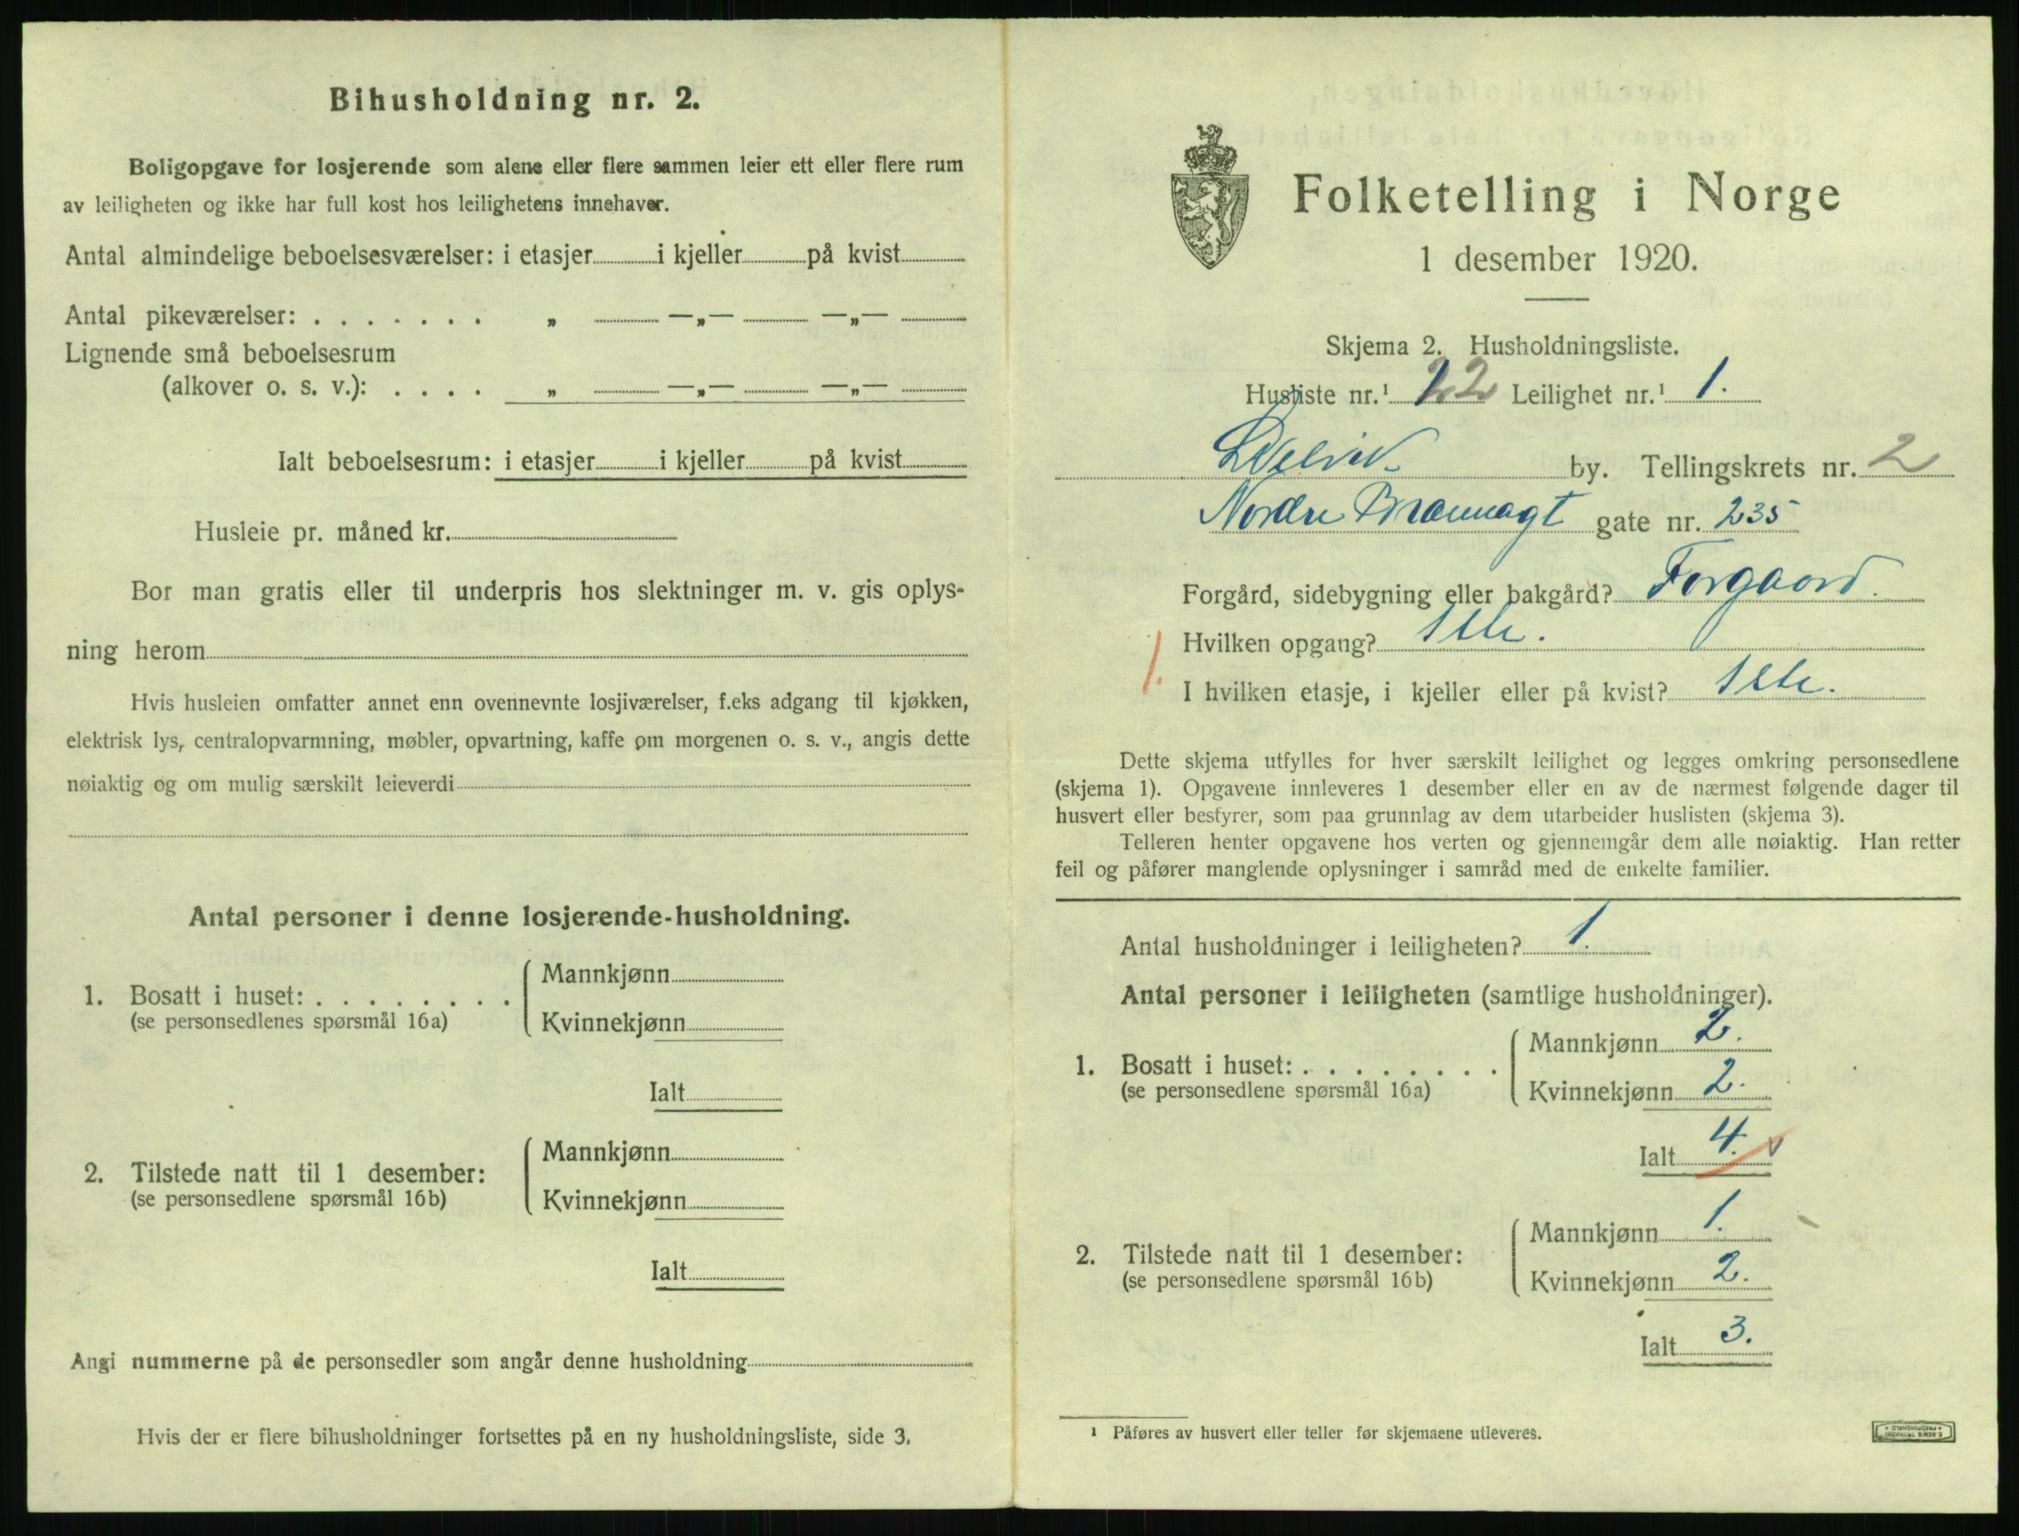 Bihusholdning nr. 2.
Boligopgave for losjerende som alene eller flere sammen leier ett eller flere rum
av leiligheten og ikke har full kost hos leilighetens innehaver.
Antal almindelige beboelsesværelser: i etasjer i kjeller på kvist
Antal pikeværelser: . . . . . . . „ —„— —„—
Lignende små beboelsesrum
(alkover o. s. v.): . . . . „ —„— —„—
Ialt beboelsesrum: i etasjer i kjeller på kvist
Husleie pr. måned kr.
Bor man gratis eller til underpris hos slektninger m. v. gis oplys-
ning herom
Hvis husleien omfatter annet enn ovennevnte losjiværelser, f.eks adgang til kjøkken,
elektrisk lys, centralopvarmning, møbler, opvartning, kaffe om morgenen o. s. v., angis dette
nøiaktig og om mulig særskilt leieverdi
Antal personer i denne losjerende-husholdning.
1. Bosatt i huset: . . . . . . . .
(se personsedlenes spørsmål 16a)
Mannkjønn
Kvinnekjønn
Ialt
2. Tilstede natt til 1 desember:
(se personsedlene spørsmål 16b)
Mannkjønn
Kvinnekjønn
Ialt
Angi nummerne på de personsedler som angår denne husholdning
Hvis der er flere bihusholdninger fortsettes på en ny husholdningsliste, side 3.
Folketelling i Norge
1 desember 1920.
Skjema 2. Husholdningsliste.
Husliste nr.¹ 22 Leilighet nr.¹ 1.
by. Tellingskrets nr. 2
Nordre gate nr. 235
Forgård, sidebygning eller bakgård? Forgaard.
Hvilken opgang? 1ste.
1.
I hvilken etasje, i kjeller eller på kvist? 1ste.
Dette skjema utfylles for hver særskilt leilighet og legges omkring personsedlene
(skjema 1). Opgavene innleveres 1 desember eller en av de nærmest følgende dager til
husvert eller bestyrer, som paa grunnlag av dem utarbeider huslisten (skjema 3).
Telleren henter opgavene hos verten og gjennemgår dem alle nøiaktig. Han retter
feil og påfører manglende oplysninger i samråd med de enkelte familier.
Antal husholdninger i leiligheten? 1.
Antal personer i leiligheten (samtlige husholdninger).
1. Bosatt i huset: . . . . . . . .
(se personsedlene spørsmål 16a)
Mannkjønn 2.
Kvinnekjønn 2.
Ialt 4.
2. Tilstede natt til 1 desember:
(se personsedlene spørsmål 16b)
Mannkjønn 1.
Kvinnekjønn 2.
Ialt 3.
¹ Påføres av husvert eller teller før skjemaene utleveres.